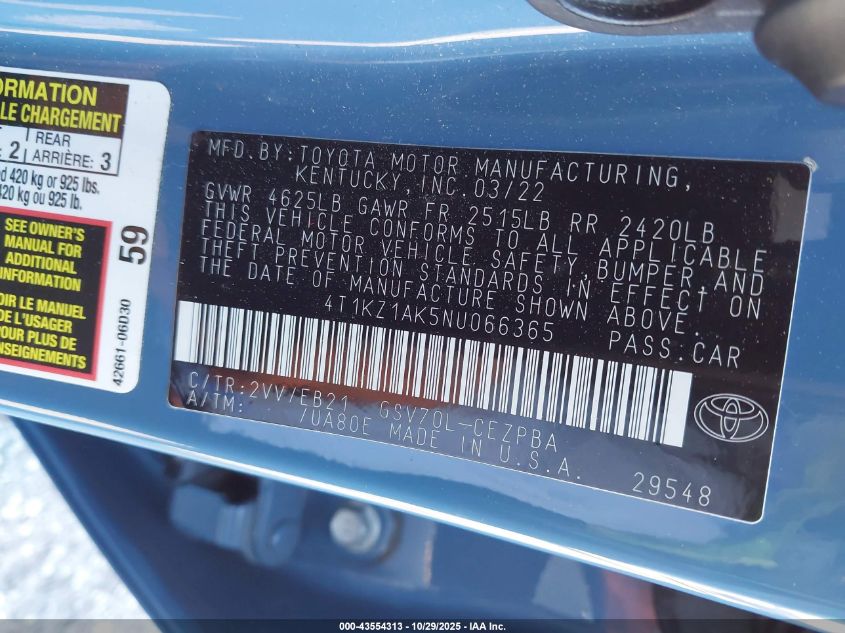 ORMATION
LE CHARGEMENT
2 REAR
ARRIÈRE: 3
d 420 kg or 925 lbs.
420 kg ou 925 lb.
SEE OWNER'S
MANUAL FOR
ADDITIONAL
INFORMATION
OIR LE MANUEL
DE L'USAGER
POUR PLUS DE
NSEIGNEMENTS
59
42661-06D30
MFD. BY: TOYOTA MOTOR MANUFACTURING,
KENTUCKY, INC 03/22
GVWR 4625LB GAWR FR 2515LB RR 2420LB
THIS VEHICLE CONFORMS TO ALL APPLICABLE
FEDERAL MOTOR VEHICLE SAFETY, BUMPER, AND
THEFT PREVENTION STANDARDS IN EFFECT ON
THE DATE OF MANUFACTURE SHOWN ABOVE.
4T1KZ1AK5NU066365 PASS. CAR
C/TR: 2VV/EB21 GSV70L-CEZPBA
A/TM: 7UA80E MADE IN U.S.A.
29548
000-43554313 - 10/29/2025 - IAA Inc.